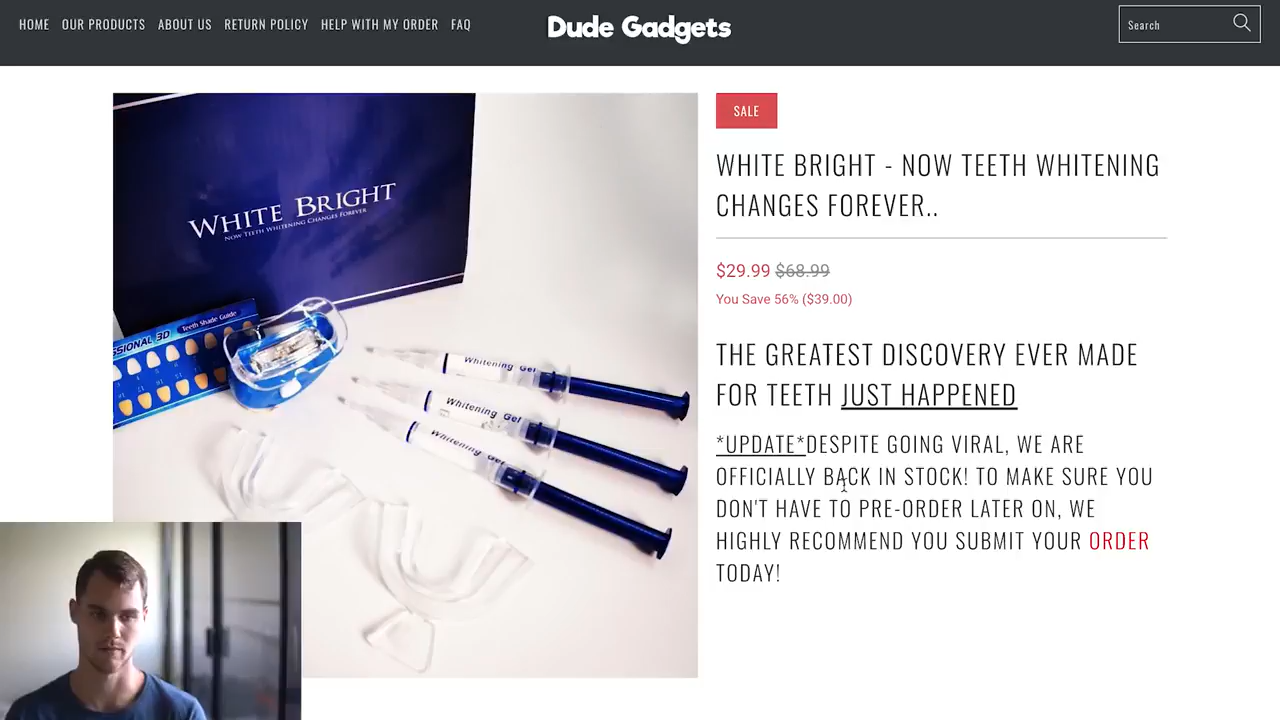 HOME OUR PRODUCTS ABOUT US RETURN POLICY HELP WITH MY ORDER FAQ
Dude Gadgets
Search
SALE
WHITE BRIGHT - NOW TEETH WHITENING
CHANGES FOREVER..
$29.99 $68.99
You Save 56% ($39.00)
THE GREATEST DISCOVERY EVER MADE
FOR TEETH JUST HAPPENED
*UPDATE*DESPITE GOING VIRAL, WE ARE
OFFICIALLY BACK IN STOCK! TO MAKE SURE YOU
DON'T HAVE TO PRE-ORDER LATER ON, WE
HIGHLY RECOMMEND YOU SUBMIT YOUR ORDER
TODAY!
WHITE BRIGHT
NOW TEETH WHITENING CHANGES FOREVER
3D Teeth Shade Guide
Whitening Gel
Whitening Gel
Whitening Gel